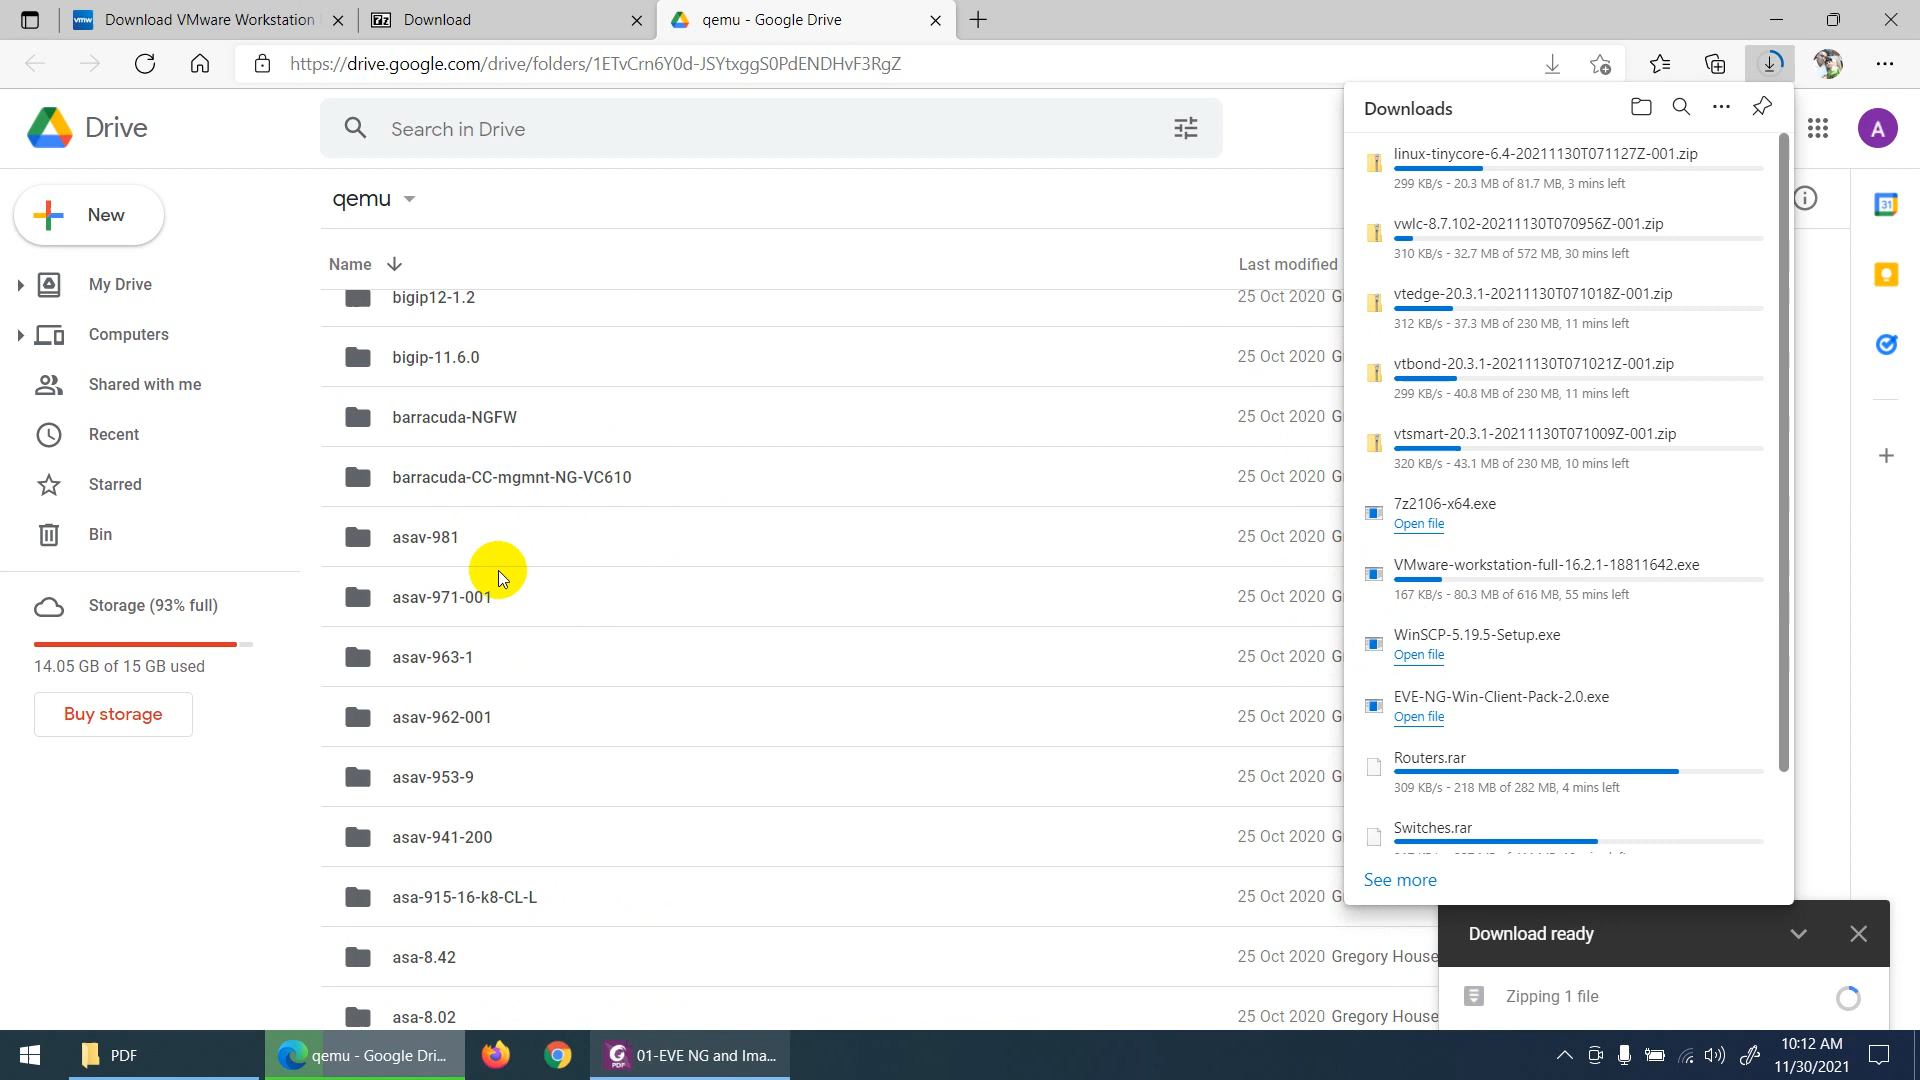 Download VMware Workstation
Download
qemu - Google Drive
https://drive.google.com/drive/folders/1ETvCrn6Y0d-JSYtxggS0PdENDHvF3RgZ
Drive
Search in Drive
A
New
My Drive
Computers
Shared with me
Recent
Starred
Bin
Storage (93% full)
14.05 GB of 15 GB used
Buy storage
qemu
Name
Last modified
bigip12-1.2
25 Oct 2020 G
bigip-11.6.0
25 Oct 2020 G
barracuda-NGFW
25 Oct 2020 G
barracuda-CC-mgmnt-NG-VC610
25 Oct 2020 G
asav-981
25 Oct 2020 G
asav-971-001
25 Oct 2020 G
asav-963-1
25 Oct 2020 G
asav-962-001
25 Oct 2020 G
asav-953-9
25 Oct 2020 G
asav-941-200
25 Oct 2020 G
asa-915-16-k8-CL-L
25 Oct 2020 G
asa-8.42
25 Oct 2020 Gregory House
asa-8.02
25 Oct 2020 Gregory House
Downloads
linux-tinycore-6.4-20211130T071127Z-001.zip
299 KB/s - 20.3 MB of 81.7 MB, 3 mins left
vwlc-8.7.102-20211130T070956Z-001.zip
310 KB/s - 32.7 MB of 572 MB, 30 mins left
vtedge-20.3.1-20211130T071018Z-001.zip
312 KB/s - 37.3 MB of 230 MB, 11 mins left
vtbond-20.3.1-20211130T071021Z-001.zip
299 KB/s - 40.8 MB of 230 MB, 11 mins left
vtsmart-20.3.1-20211130T071009Z-001.zip
320 KB/s - 43.1 MB of 230 MB, 10 mins left
7z2106-x64.exe
Open file
VMware-workstation-full-16.2.1-18811642.exe
167 KB/s - 80.3 MB of 616 MB, 55 mins left
WinSCP-5.19.5-Setup.exe
Open file
EVE-NG-Win-Client-Pack-2.0.exe
Open file
Routers.rar
309 KB/s - 218 MB of 282 MB, 4 mins left
Switches.rar
See more
Download ready
Zipping 1 file
PDF
qemu - Google Dri...
01-EVE NG and Ima...
10:12 AM
11/30/2021